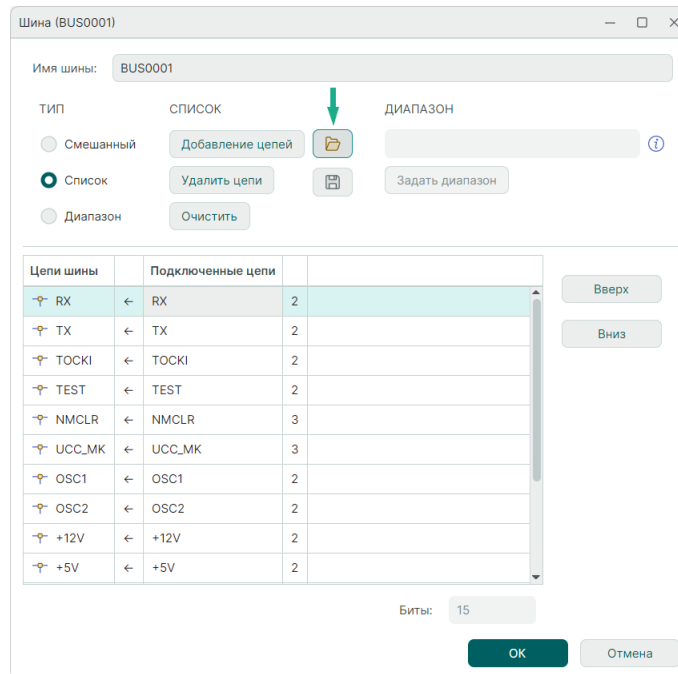 Шина (BUS0001)
Имя шины: BUS0001
ТИП СПИСОК ДИАПАЗОН
Смешанный Добавление цепей
Список Удалить цепи Задать диапазон
Диапазон Очистить
Цепи шины Подключенные цепи
RX ← RX 2
TX ← TX 2
TOCKI ← TOCKI 2
TEST ← TEST 2
NMCLR ← NMCLR 3
UCC_MK ← UCC_MK 3
OSC1 ← OSC1 2
OSC2 ← OSC2 2
+12V ← +12V 2
+5V ← +5V 2
Вверх
Вниз
Биты: 15
ОК Отмена